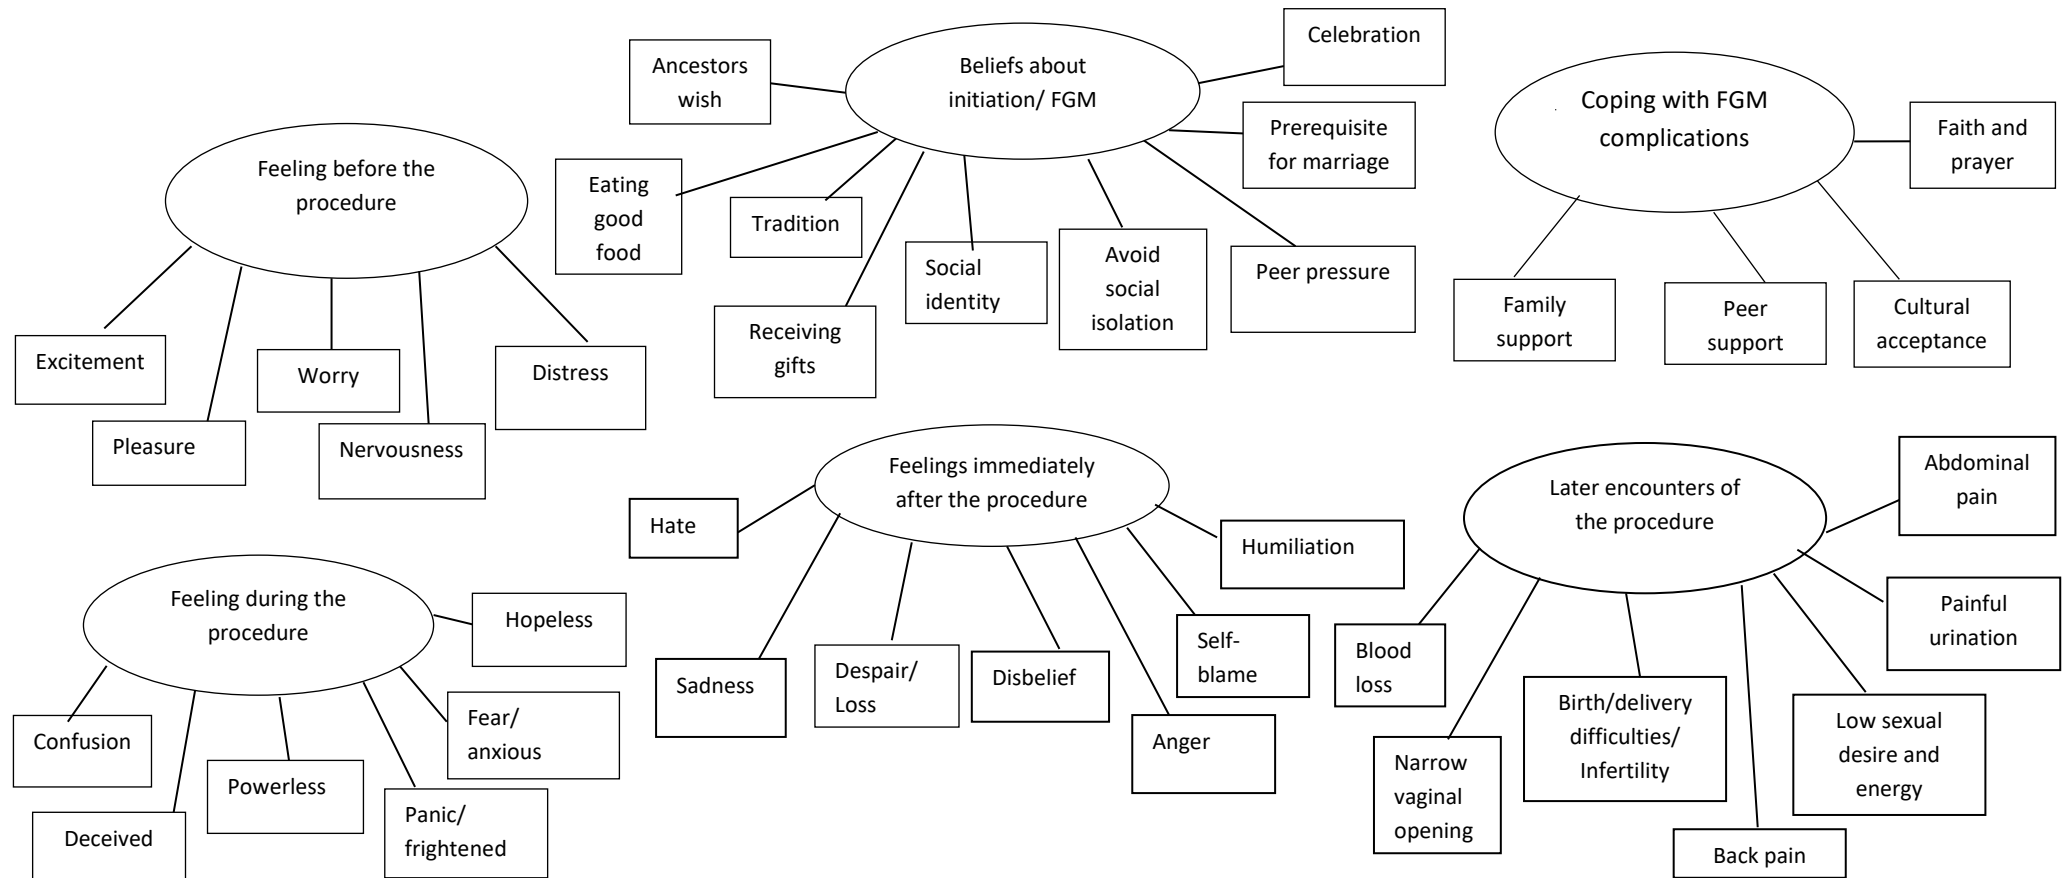 Feeling before the
procedure
Excitement
Pleasure
Worry
Nervousness
Distress
Beliefs about
initiation/ FGM
Ancestors
wish
Eating
good
food
Tradition
Receiving
gifts
Social
identity
Avoid
social
isolation
Peer pressure
Prerequisite
for marriage
Celebration
Coping with FGM
complications
Family
support
Peer
support
Cultural
acceptance
Faith and
prayer
Feeling during the
procedure
Confusion
Deceived
Powerless
Panic/
frightened
Fear/
anxious
Hopeless
Feelings immediately
after the procedure
Hate
Sadness
Despair/
Loss
Disbelief
Anger
Self-
blame
Humiliation
Later encounters of
the procedure
Blood
loss
Narrow
vaginal
opening
Birth/delivery
difficulties/
Infertility
Back pain
Low sexual
desire and
energy
Painful
urination
Abdominal
pain